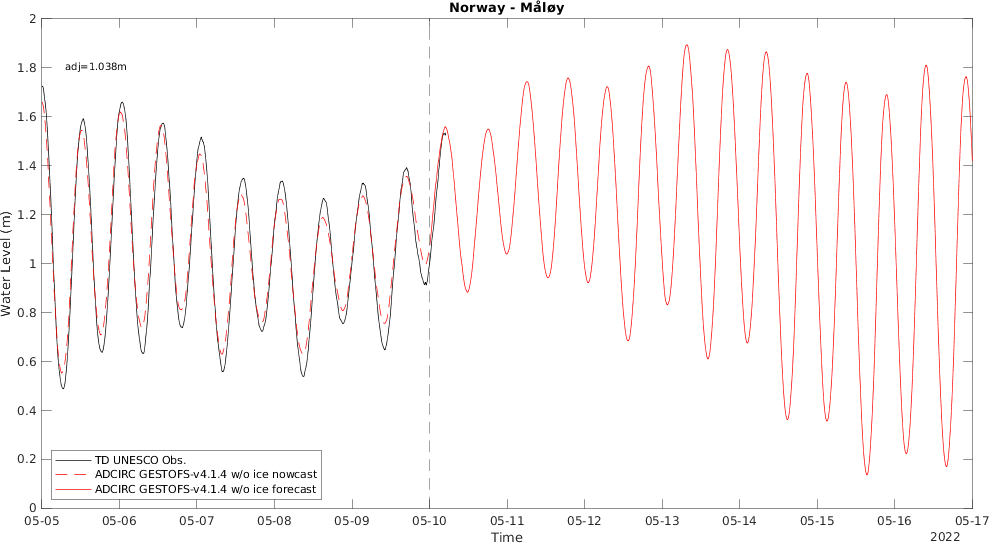 Norway - Måløy
2
1.8
1.6
1.4
1.2
1
0.8
0.6
0.4
0.2
0
Water Level (m)
adj=1.038m
TD UNESCO Obs.
ADCIRC GESTOFS-v4.1.4 w/o ice nowcast
ADCIRC GESTOFS-v4.1.4 w/o ice forecast
05-05 05-06 05-07 05-08 05-09 05-10 05-11 05-12 05-13 05-14 05-15 05-16 05-17
Time
2022